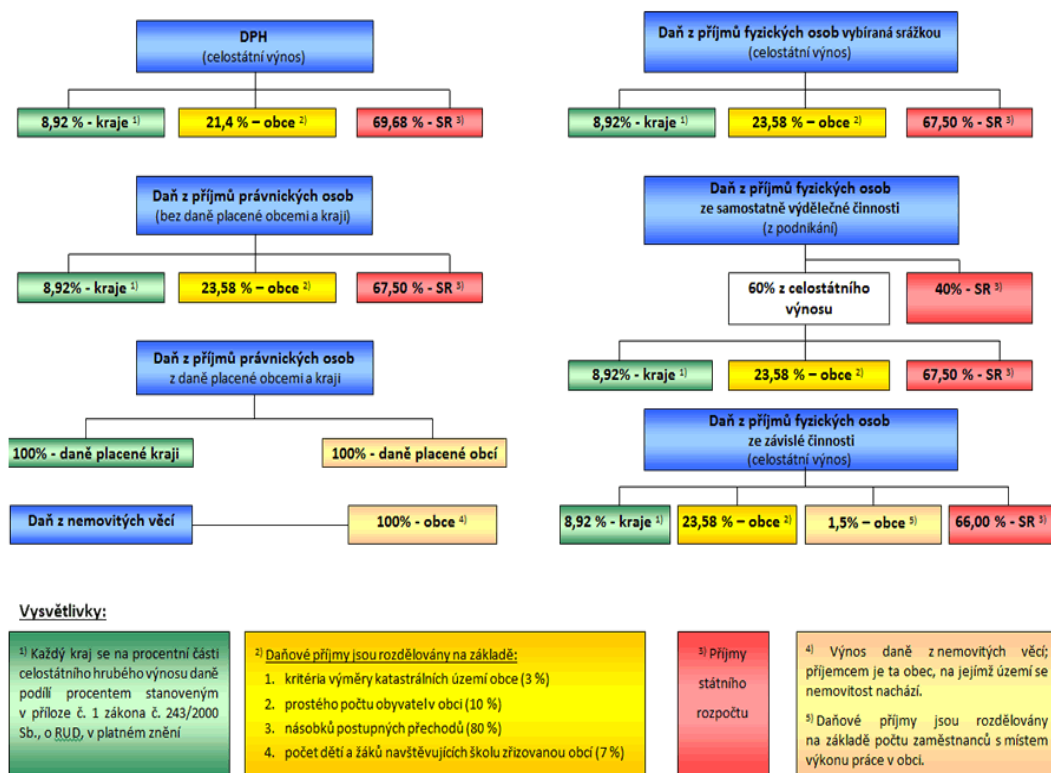 DPH
(celostátní výnos)
8,92 % - kraje ¹⁾
21,4 % – obce ²⁾
69,68 % - SR ³⁾
Daň z příjmů fyzických osob vybíraná srážkou
(celostátní výnos)
8,92% - kraje ¹⁾
23,58 % – obce ²⁾
67,50 % - SR ³⁾
Daň z příjmů právnických osob
(bez daně placené obcemi a kraji)
8,92% - kraje ¹⁾
23,58 % – obce ²⁾
67,50 % - SR ³⁾
Daň z příjmů fyzických osob
ze samostatně výdělečné činnosti
(z podnikání)
60% z celostátního
výnosu
40% - SR ³⁾
8,92% - kraje ¹⁾
23,58 % – obce ²⁾
67,50 % - SR ³⁾
Daň z příjmů právnických osob
z daně placené obcemi a kraji
100% - daně placené kraji
100% - daně placené obcí
Daň z příjmů fyzických osob
ze závislé činnosti
(celostátní výnos)
8,92 % - kraje ¹⁾
23,58 % – obce ²⁾
1,5% – obce ⁵⁾
66,00 % - SR ³⁾
Daň z nemovitých věcí
100% - obce ⁴⁾
Vysvětlivky:
¹⁾ Každý kraj se na procentní části
celostátního hrubého výnosu daně
podílí procentem stanoveným
v příloze č. 1 zákona č. 243/2000
Sb., o RUD, v platném znění
²⁾ Daňové příjmy jsou rozdělovány na základě:
1. kritéria výměry katastrálních území obce (3 %)
2. prostého počtu obyvatel v obci (10 %)
3. násobků postupných přechodů (80 %)
4. počet dětí a žáků navštěvujících školu zřizovanou obcí (7 %)
³⁾ Příjmy
státního
rozpočtu
⁴⁾ Výnos daně z nemovitých věcí;
příjemcem je ta obec, na jejímž území se
nemovitost nachází.
⁵⁾ Daňové příjmy jsou rozdělovány
na základě počtu zaměstnanců s místem
výkonu práce v obci.